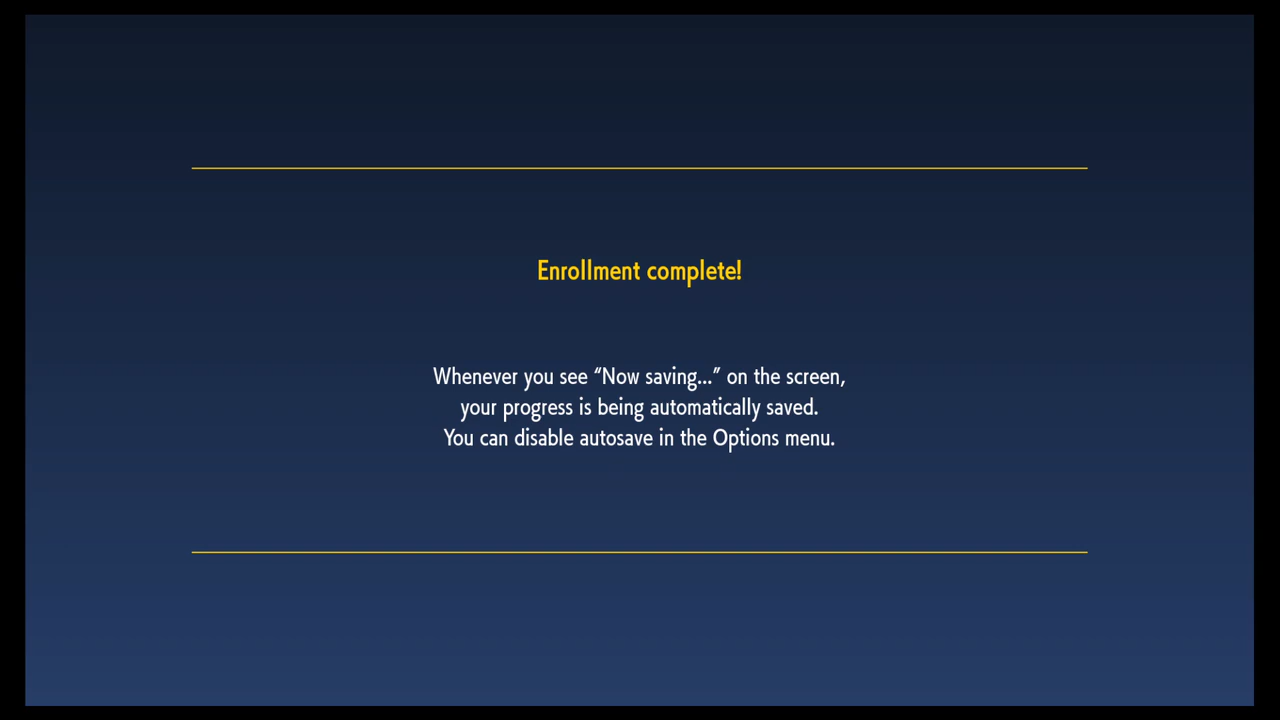 Enrollment complete!
Whenever you see “Now saving...” on the screen,
your progress is being automatically saved.
You can disable autosave in the Options menu.